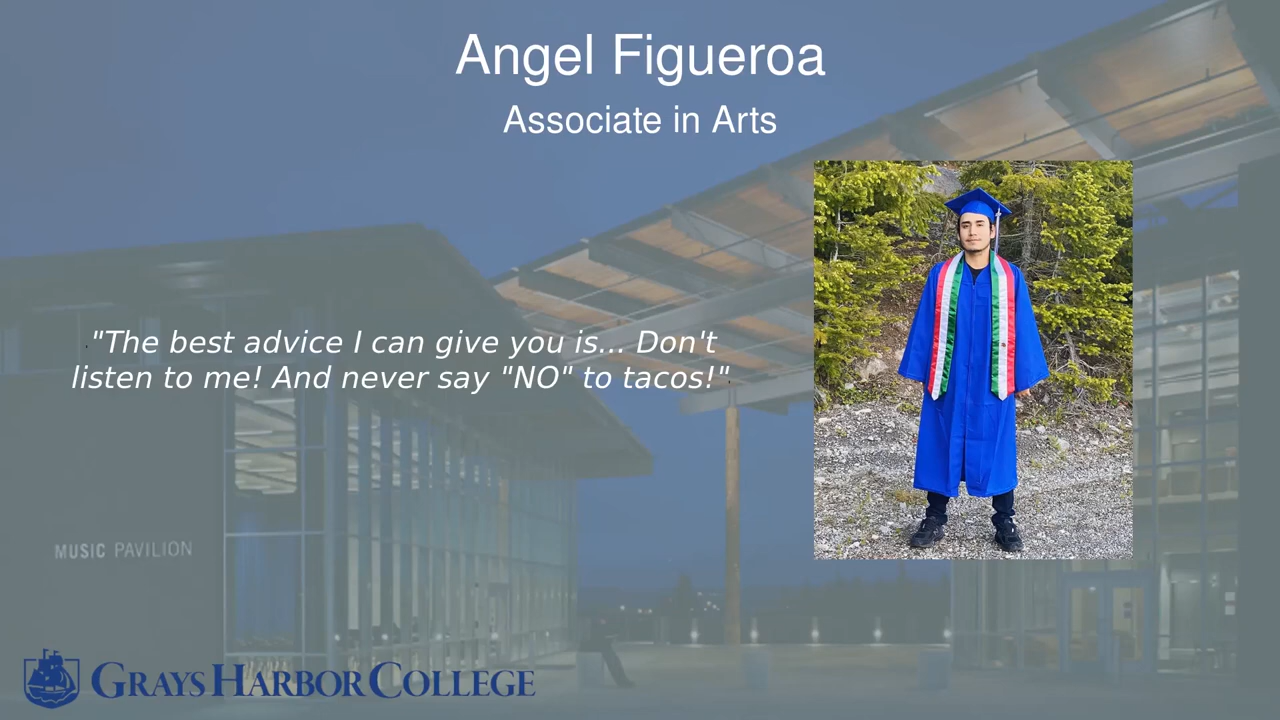 Angel Figueroa
Associate in Arts
"The best advice I can give you is... Don't
listen to me! And never say "NO" to tacos!"
MUSIC PAVILION
GRAYS HARBOR COLLEGE